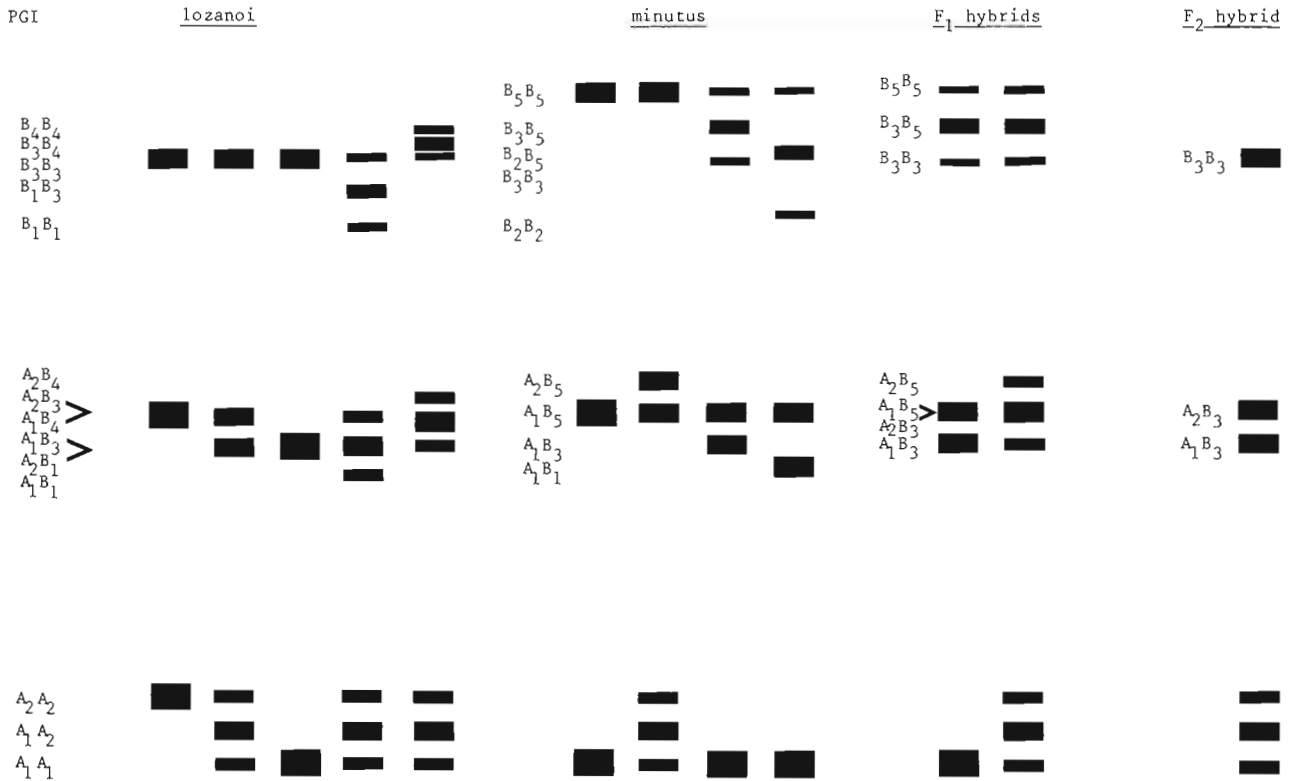 PGI lozanoi minutus F₁ hybrids F₂ hybrid
B₄B₄
B₃B₄
B₃B₃
B₁B₃
B₁B₁
B₅B₅
B₃B₅
B₂B₅
B₃B₃
B₂B₂
B₅B₅
B₃B₅
B₃B₃
B₃B₃
A₂B₄
A₂B₃
A₁B₄
A₁B₃
A₂B₁
A₁B₁
A₂B₅
A₁B₅
A₁B₃
A₁B₁
A₂B₅
A₁B₅
A₂B₃
A₁B₃
A₂B₃
A₁B₃
A₂A₂
A₁A₂
A₁A₁